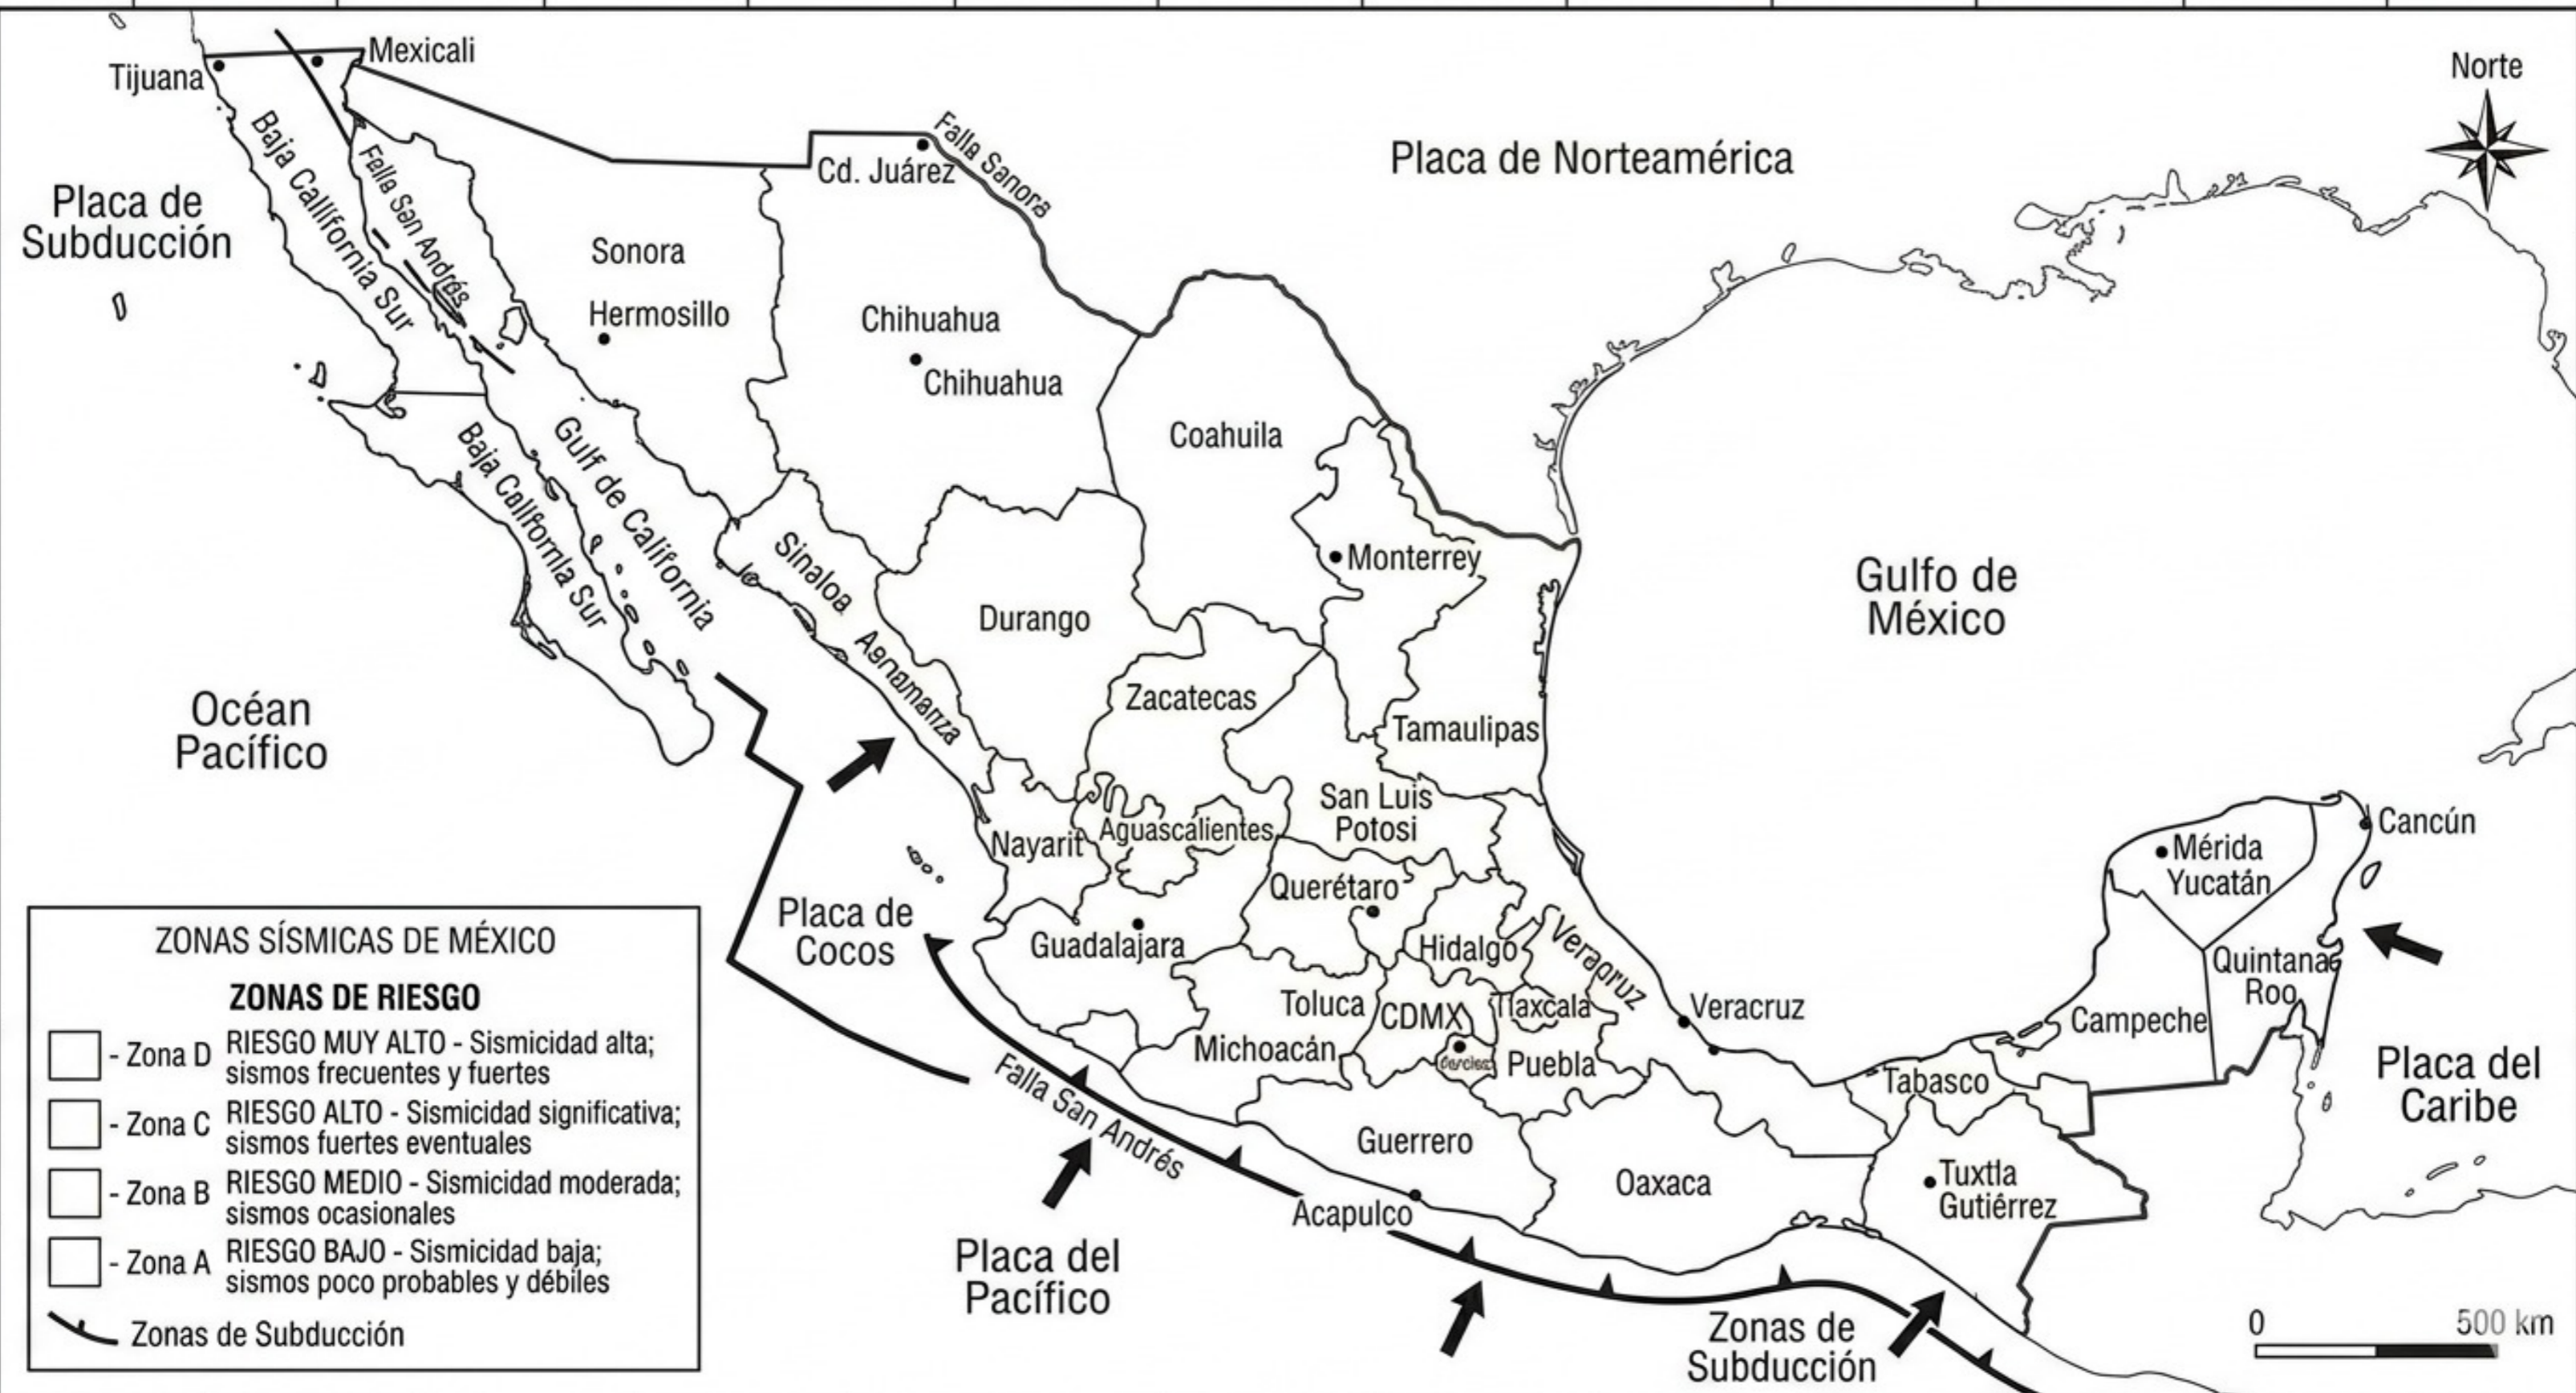 Tijuana
Mexicali
Baja Callífornia Sur
Falla San Andrós
Placa de
Subducción
Sonora
Hermosillo
Cd. Juárez
Falla Sanora
Chihuahua
Chihuahua
Placa de Norteamérica
Norte
Coahuila
Monterrey
Baja Califórnla Sur
Gulf de California
Sinaloa
Durango
Zacatecas
Tamaulipas
Gulfo de
México
Océan
Pacífico
San Luis
Potosi
Nayarit
Aguascalientes
Querétaro
Guadalajara
Hidalgo
Veracruz
Veracruz
Toluca
CDMX
Tlaxcala
Michoacán
Puebla
Guerrero
Acapulco
Oaxaca
Tabasco
Tuxtla
Gutiérrez
Mérida
Yucatán
Cancún
Quintana
Roo
Campeche
Placa del
Caribe
Placa de
Cocos
Falla San Andrés
Placa del
Pacífico
Zonas de
Subducción
ZONAS SÍSMICAS DE MÉXICO
ZONAS DE RIESGO
- Zona D RIESGO MUY ALTO - Sismicidad alta;
sismos frecuentes y fuertes
- Zona C RIESGO ALTO - Sismicidad significativa;
sismos fuertes eventuales
- Zona B RIESGO MEDIO - Sismicidad moderada;
sismos ocasionales
- Zona A RIESGO BAJO - Sismicidad baja;
sismos poco probables y débiles
Zonas de Subducción
0 500 km